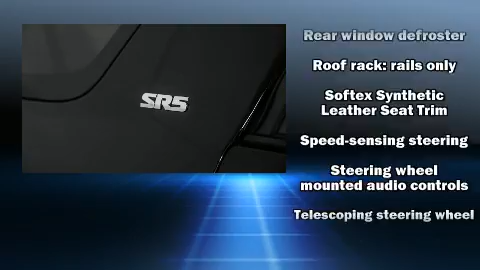 Rear window defroster
Roof rack: rails only
SR5
Softex Synthetic
Leather Seat Trim
Speed-sensing steering
Steering wheel
mounted audio controls
Telescoping steering wheel